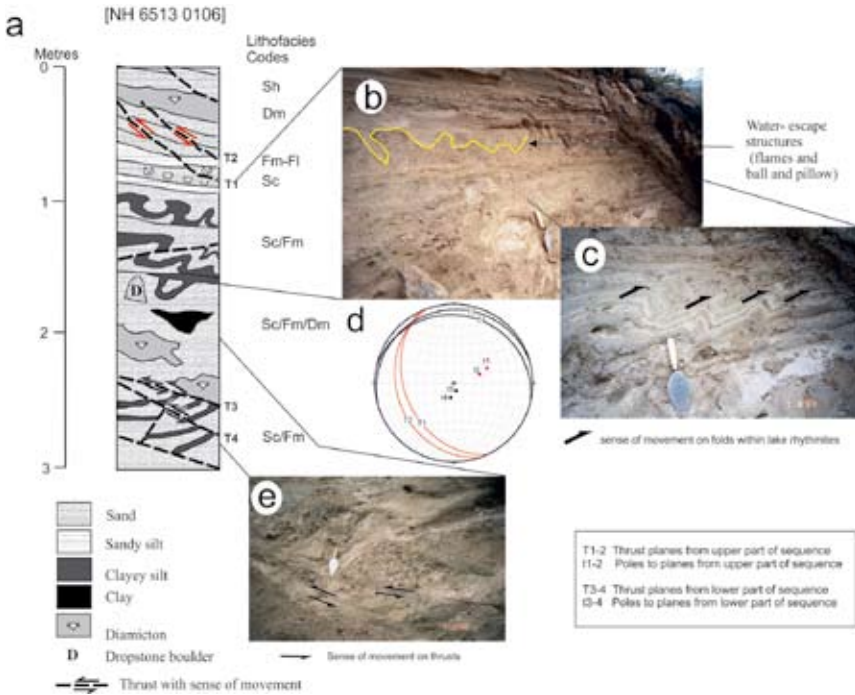 [NH 6513 0106]
a
Metres
Lithofacies
Codes
0
Sh
Dm
T2
Fm-Fl
T1
Sc
1
Sc/Fm
D
2
Sc/Fm/Dm
T3
T4
Sc/Fm
3
b
Water- escape
structures
(flames and
ball and pillow)
c
sense of movement on folds within lake rhythmites
d
e
Sense of movement on thrusts
Sand
Sandy silt
Clayey silt
Clay
Diamicton
D Dropstone boulder
Thrust with sense of movement
T1-2 Thrust planes from upper part of sequence
t1-2 Poles to planes from upper part of sequence
T3-4 Thrust planes from lower part of sequence
t3-4 Poles to planes from lower part of sequence